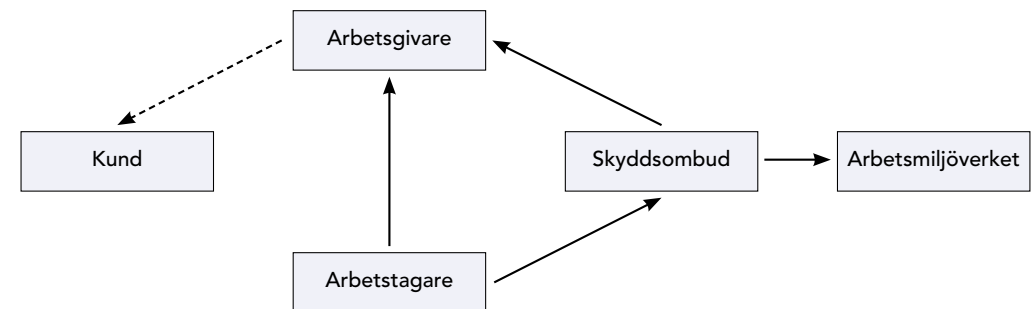 Arbetsgivare
Kund
Skyddsombud
Arbetsmiljöverket
Arbetstagare